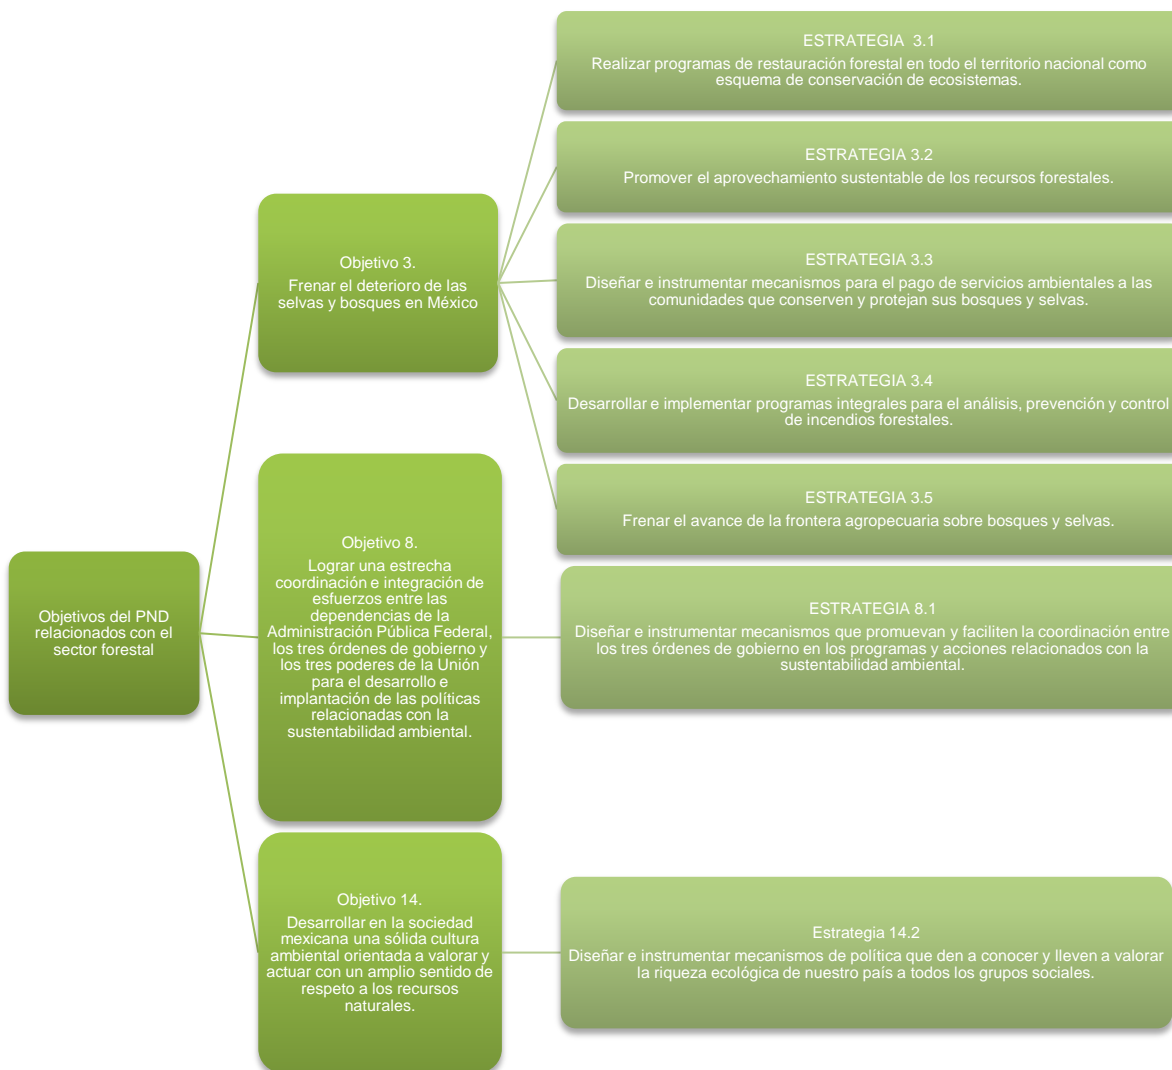 Objetivos del PND
relacionados con el
sector forestal
Objetivo 3.
Frenar el deterioro de las
selvas y bosques en México
ESTRATEGIA 3.1
Realizar programas de restauración forestal en todo el territorio nacional como
esquema de conservación de ecosistemas.
ESTRATEGIA 3.2
Promover el aprovechamiento sustentable de los recursos forestales.
ESTRATEGIA 3.3
Diseñar e instrumentar mecanismos para el pago de servicios ambientales a las
comunidades que conserven y protejan sus bosques y selvas.
ESTRATEGIA 3.4
Desarrollar e implementar programas integrales para el análisis, prevención y control
de incendios forestales.
ESTRATEGIA 3.5
Frenar el avance de la frontera agropecuaria sobre bosques y selvas.
Objetivo 8.
Lograr una estrecha
coordinación e integración de
esfuerzos entre las
dependencias de la
Administración Pública Federal,
los tres órdenes de gobierno y
los tres poderes de la Unión
para el desarrollo e
implantación de las políticas
relacionadas con la
sustentabilidad ambiental.
ESTRATEGIA 8.1
Diseñar e instrumentar mecanismos que promuevan y faciliten la coordinación entre
los tres órdenes de gobierno en los programas y acciones relacionados con la
sustentabilidad ambiental.
Objetivo 14.
Desarrollar en la sociedad
mexicana una sólida cultura
ambiental orientada a valorar y
actuar con un amplio sentido de
respeto a los recursos
naturales.
Estrategia 14.2
Diseñar e instrumentar mecanismos de política que den a conocer y lleven a valorar
la riqueza ecológica de nuestro país a todos los grupos sociales.